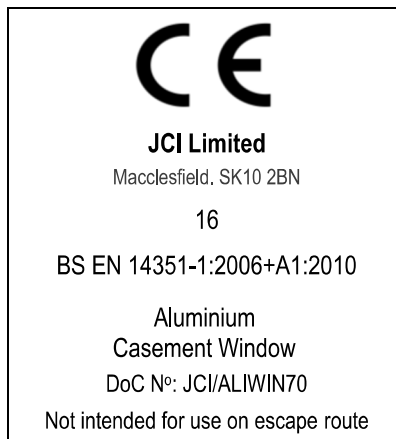 CE
JCI Limited
Macclesfield, SK10 2BN
16
BS EN 14351-1:2006+A1:2010
Aluminium
Casement Window
DoC Nº: JCI/ALIWIN70
Not intended for use on escape route